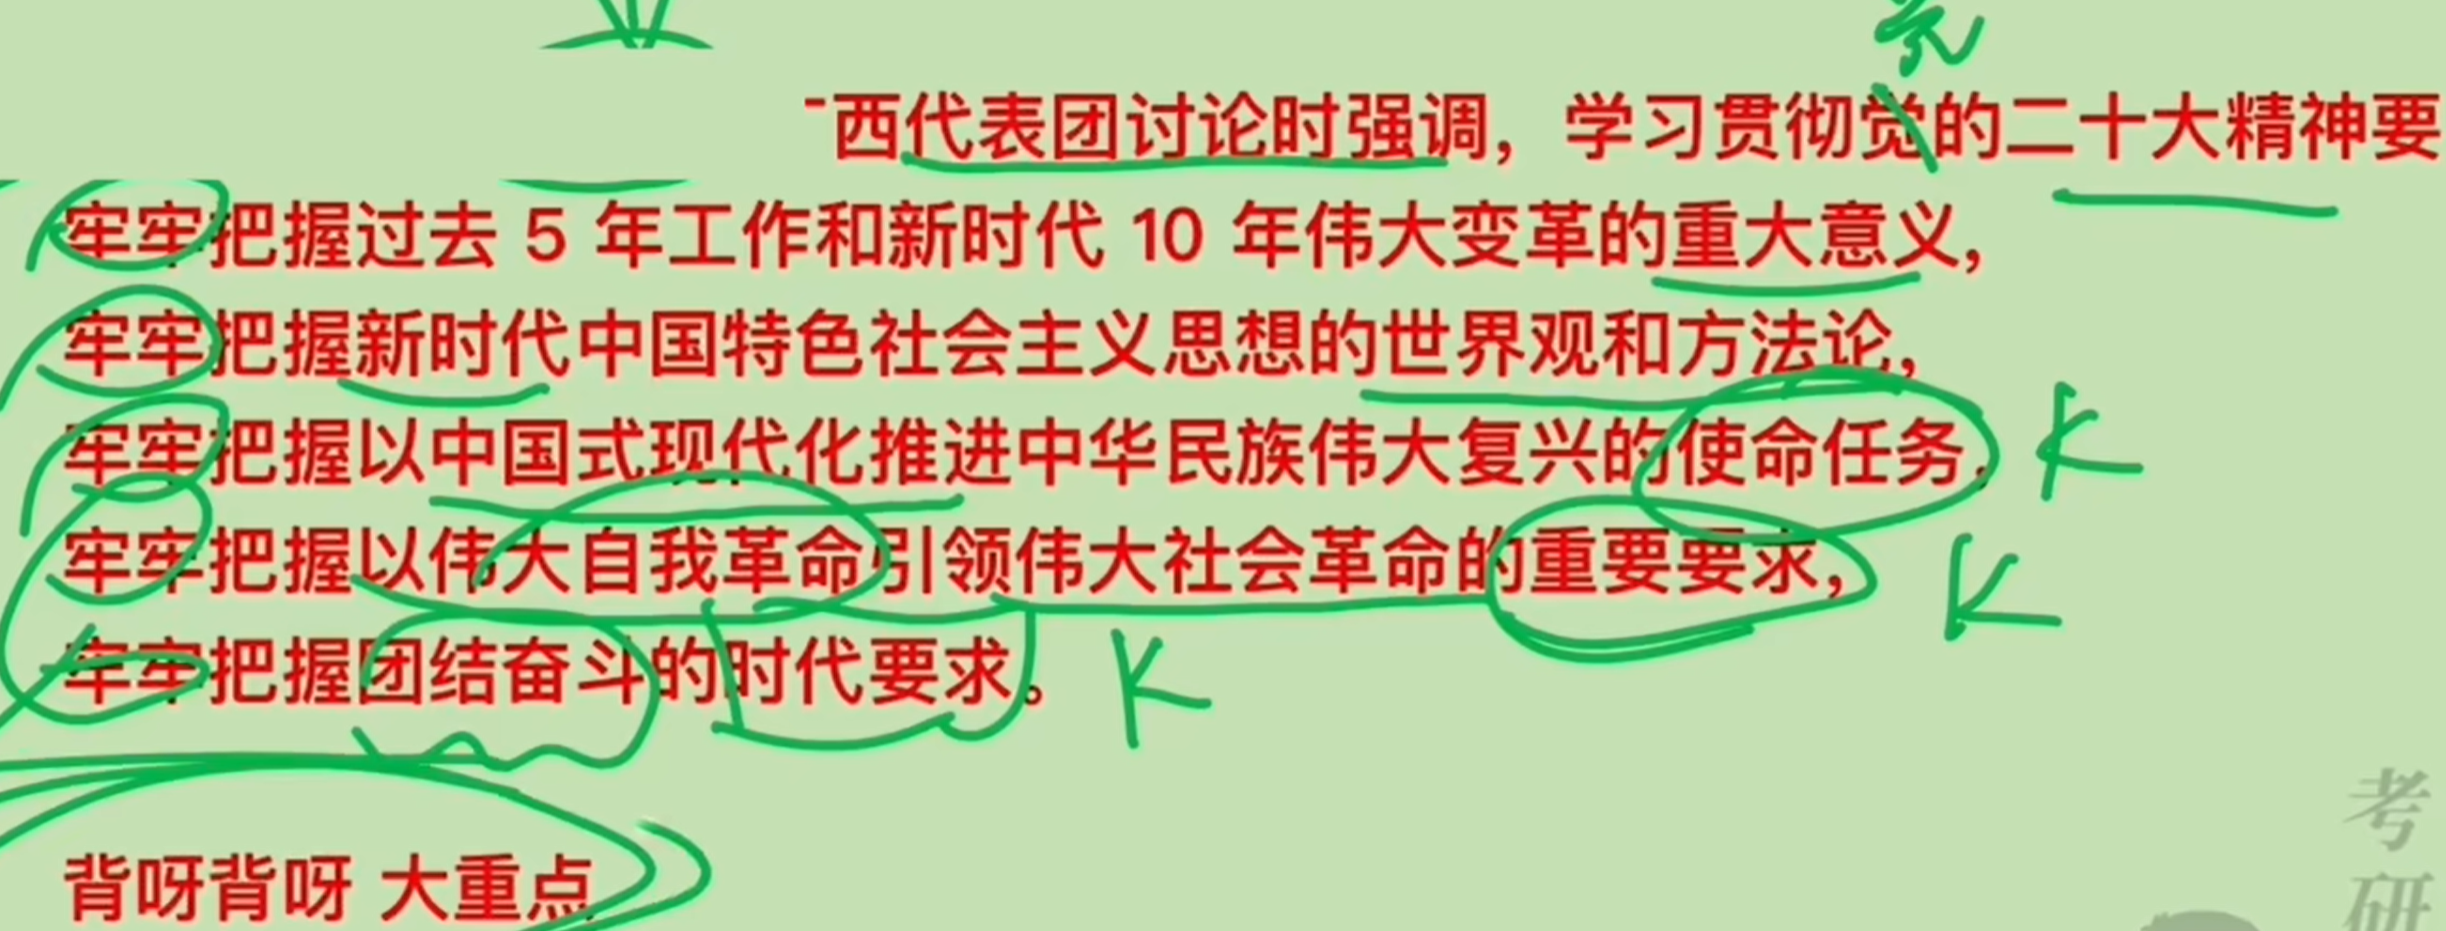 西代表团讨论时强调，学习贯彻觉的二十大精神要
牢牢把握过去 5 年工作和新时代 10 年伟大变革的重大意义，
牢牢把握新时代中国特色社会主义思想的世界观和方法论，
牢牢把握以中国式现代化推进中华民族伟大复兴的使命任务，K
牢牢把握以伟大自我革命引领伟大社会革命的重要要求，K
牢牢把握团结奋斗的时代要求。K
背呀背呀 大重点
考研